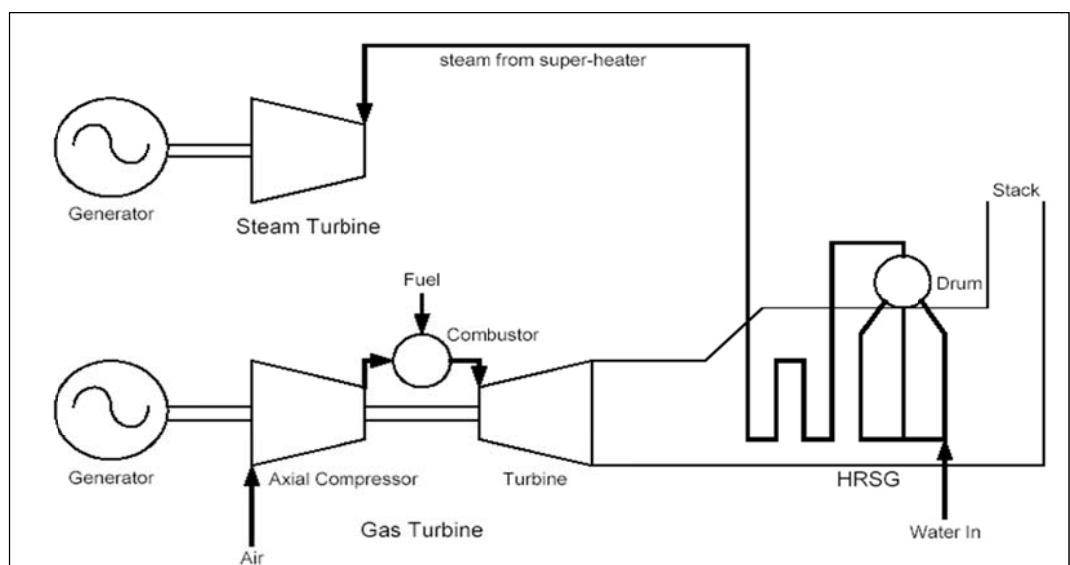 steam from super-heater
Generator
Steam Turbine
Stack
Drum
Fuel
Combustor
Generator
Axial Compressor
Turbine
HRSG
Gas Turbine
Water In
Air